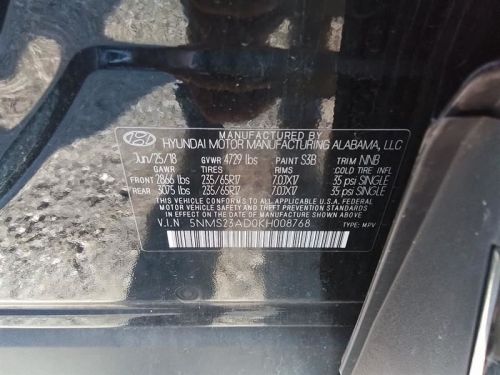 MANUFACTURED BY
HYUNDAI MOTOR MANUFACTURING ALABAMA, LLC
Jun/25/18 GVWR 4729 lbs PAINT S3B TRIM NNB
GAWR TIRES RIMS COLD TIRE INFL
FRONT 2866 lbs 235/65R17 7.0JX17 35 psi SINGLE
REAR 3075 lbs 235/65R17 7.0JX17 35 psi SINGLE
THIS VEHICLE CONFORMS TO ALL APPLICABLE U.S.A. FEDERAL
MOTOR VEHICLE SAFETY AND THEFT PREVENTION STANDARDS
IN EFFECT ON THE DATE OF MANUFACTURE SHOWN ABOVE.
V.I.N 5NMS23AD0KH008768
TYPE: MPV